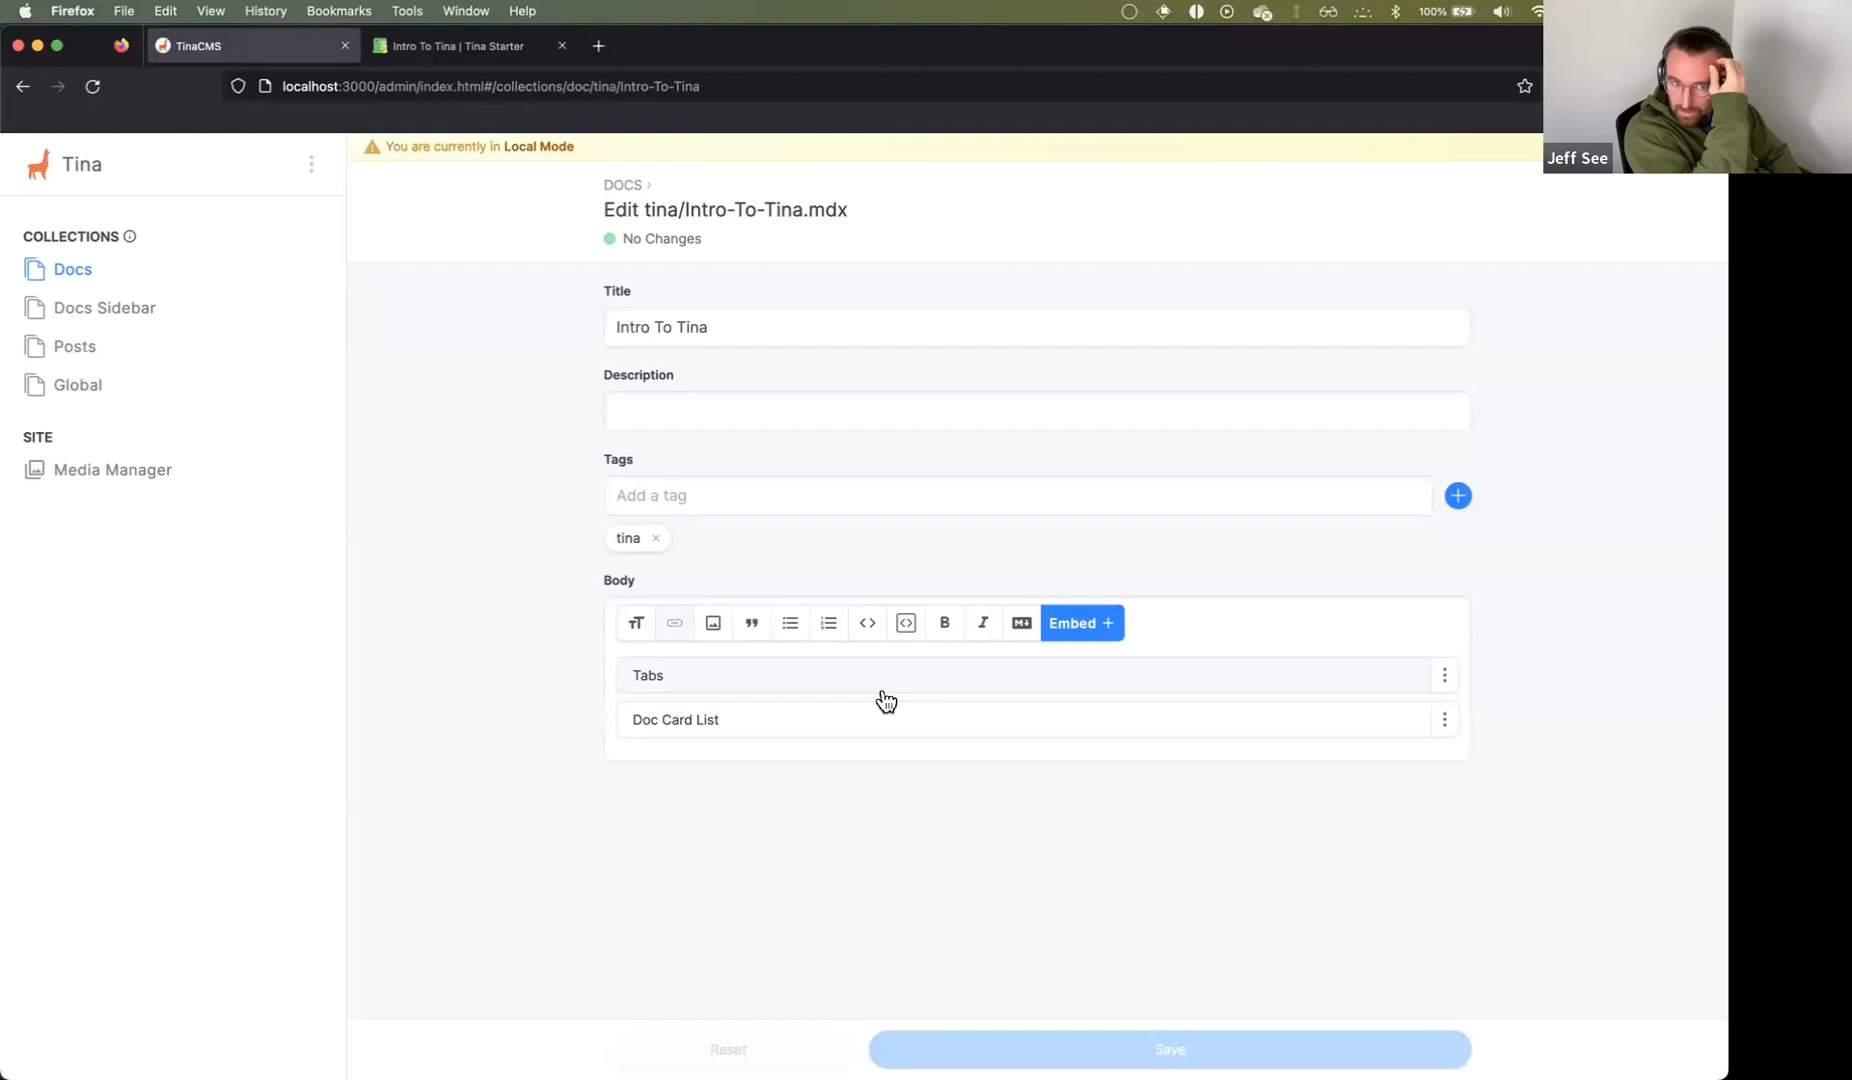 Firefox File Edit View History Bookmarks Tools Window Help 100%
TinaCMS
Intro To Tina | Tina Starter
localhost:3000/admin/index.html#/collections/doc/tina/Intro-To-Tina
Jeff See
Tina
You are currently in Local Mode
DOCS ›
Edit tina/Intro-To-Tina.mdx
No Changes
COLLECTIONS
Docs
Docs Sidebar
Posts
Global
SITE
Media Manager
Title
Intro To Tina
Description
Tags
Add a tag
tina
Body
B I M Embed +
Tabs
Doc Card List
Reset
Save